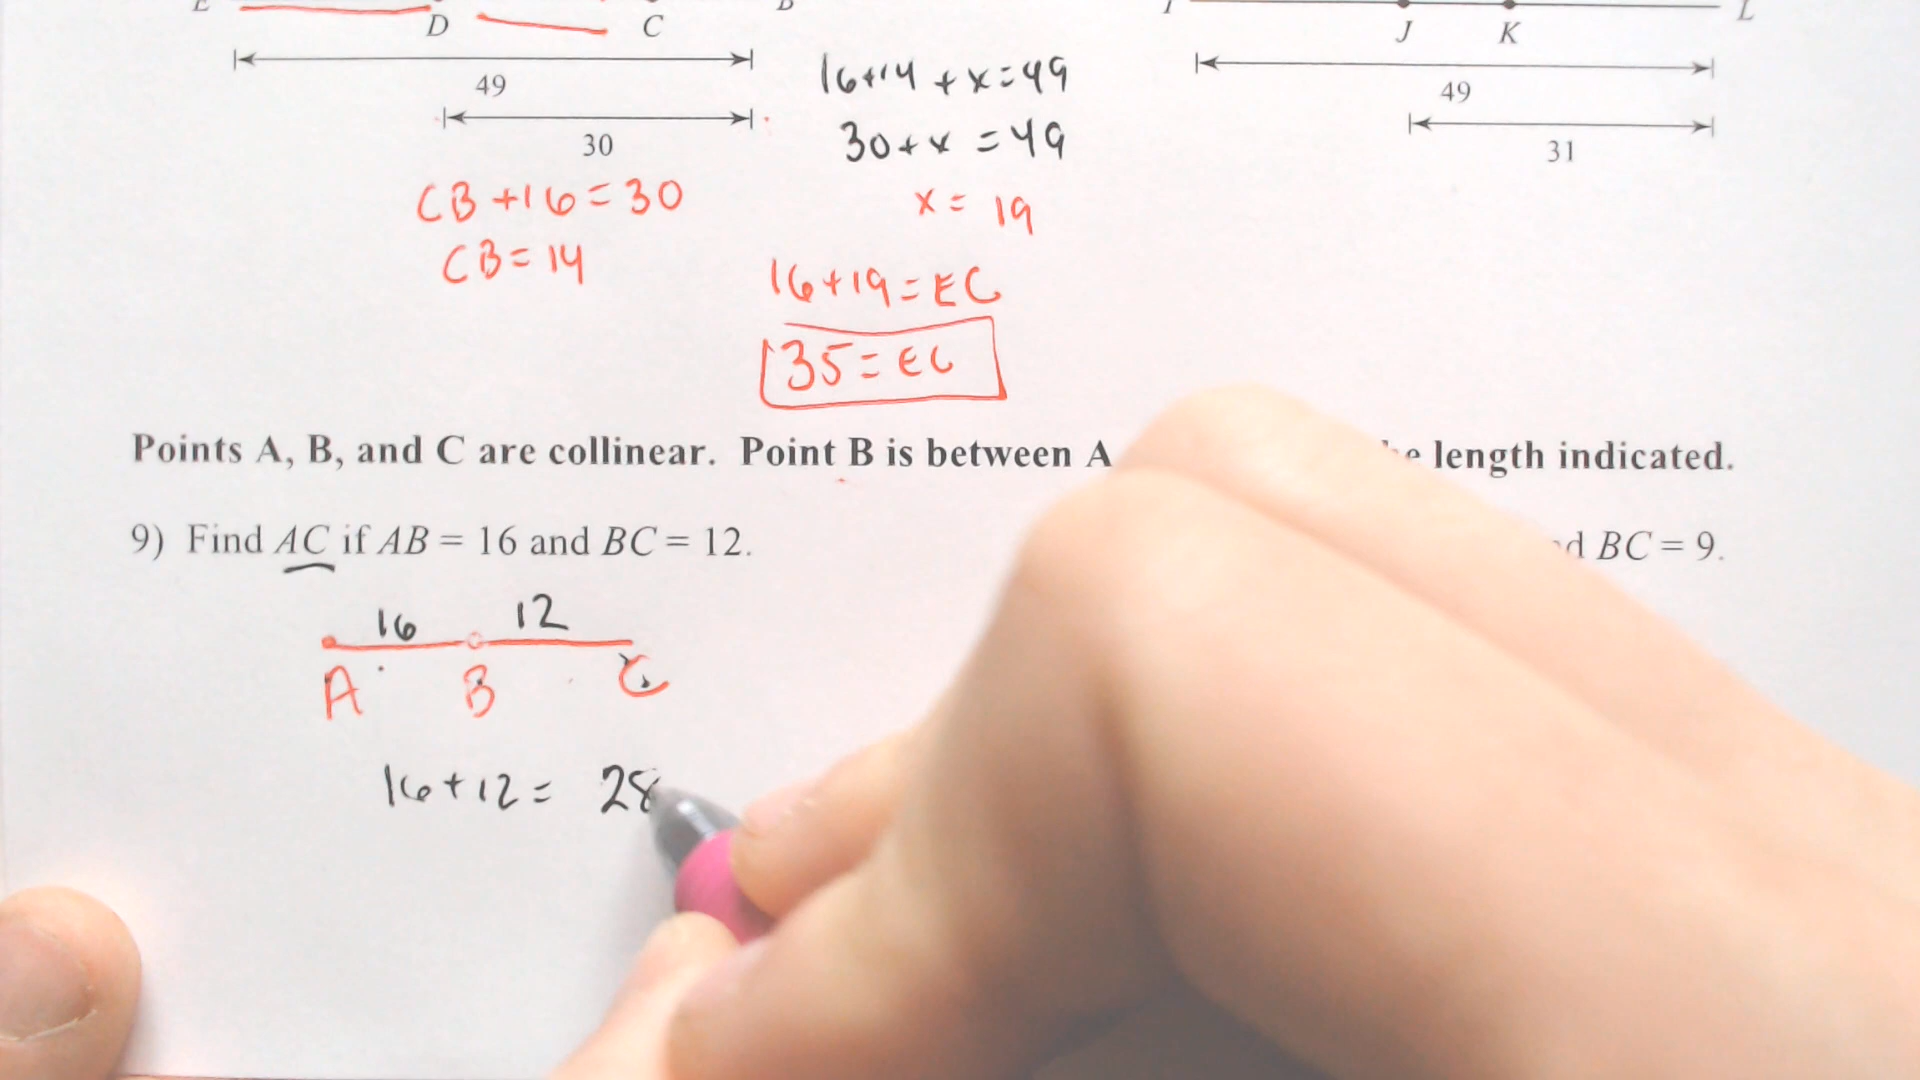 E D C B
49
30
CB+16=30
CB=14
16+14+x=49
30+x=49
x=19
16+19=EC
35=EC
J K L
49
31
Points A, B, and C are collinear. Point B is between A length indicated.
9) Find AC if AB = 16 and BC = 12.
16 12
A B C
16+12= 28
BC = 9.